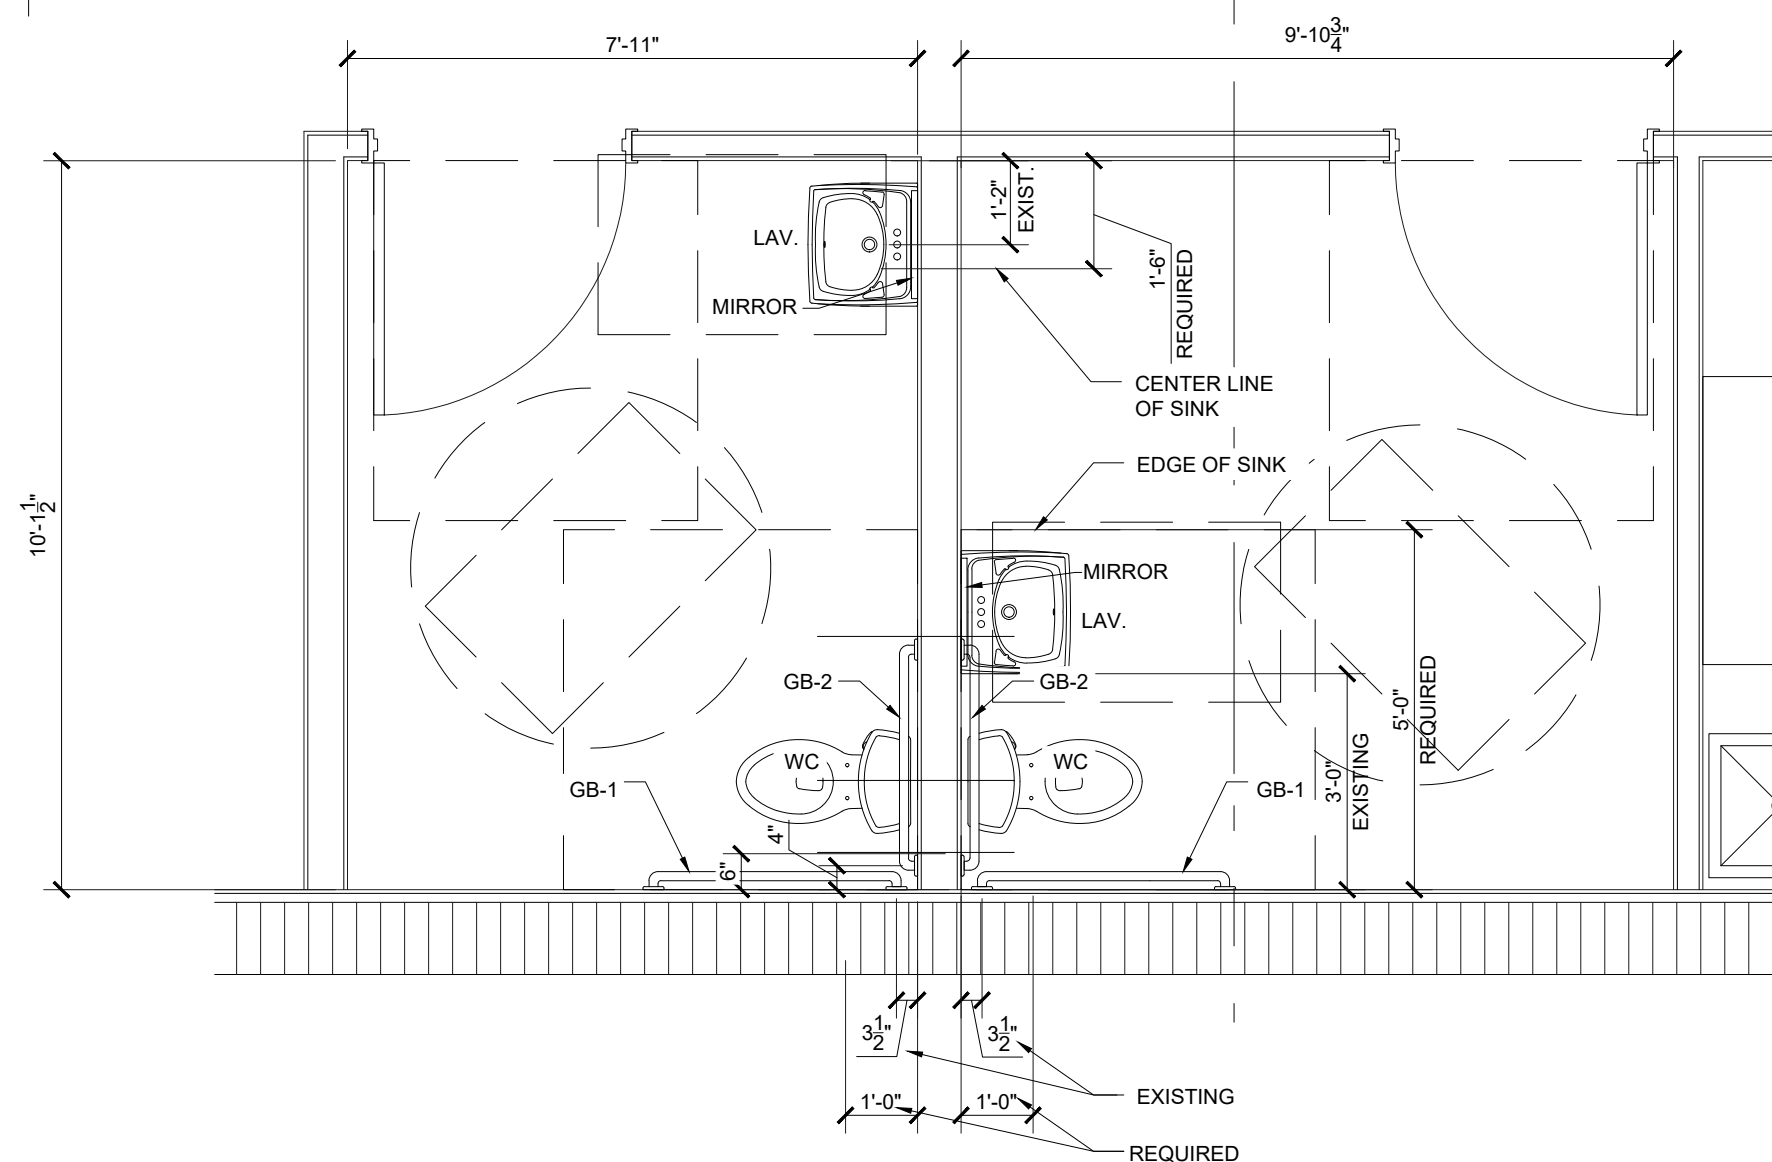 7'-11"
9'-10 3/4"
1'-2"
EXIST.
LAV.
1'-6"
REQUIRED
MIRROR
CENTER LINE
OF SINK
EDGE OF SINK
10'-1 1/2"
MIRROR
LAV.
GB-2
GB-2
5'-0"
REQUIRED
WC
WC
GB-1
GB-1
3'-0"
EXISTING
4"
6"
3 1/2"
3 1/2"
EXISTING
1'-0"
1'-0"
REQUIRED